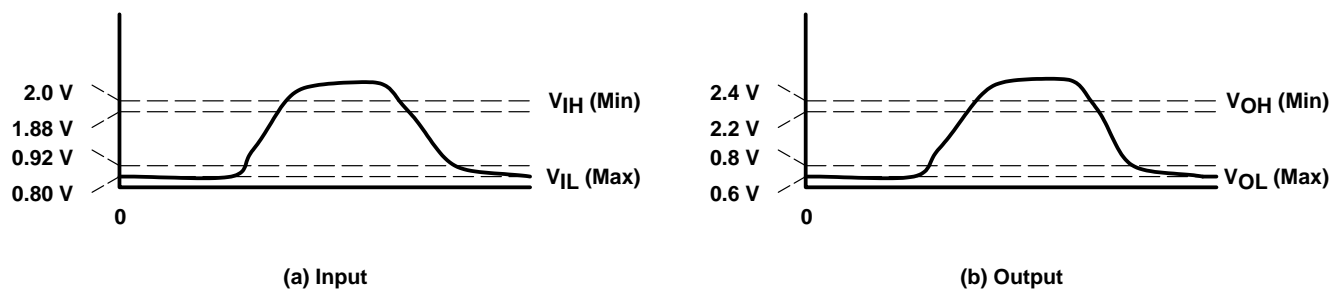 2.0 V
1.88 V
0.92 V
0.80 V
VIH (Min)
VIL (Max)
0
(a) Input
2.4 V
2.2 V
0.8 V
0.6 V
VOH (Min)
VOL (Max)
0
(b) Output